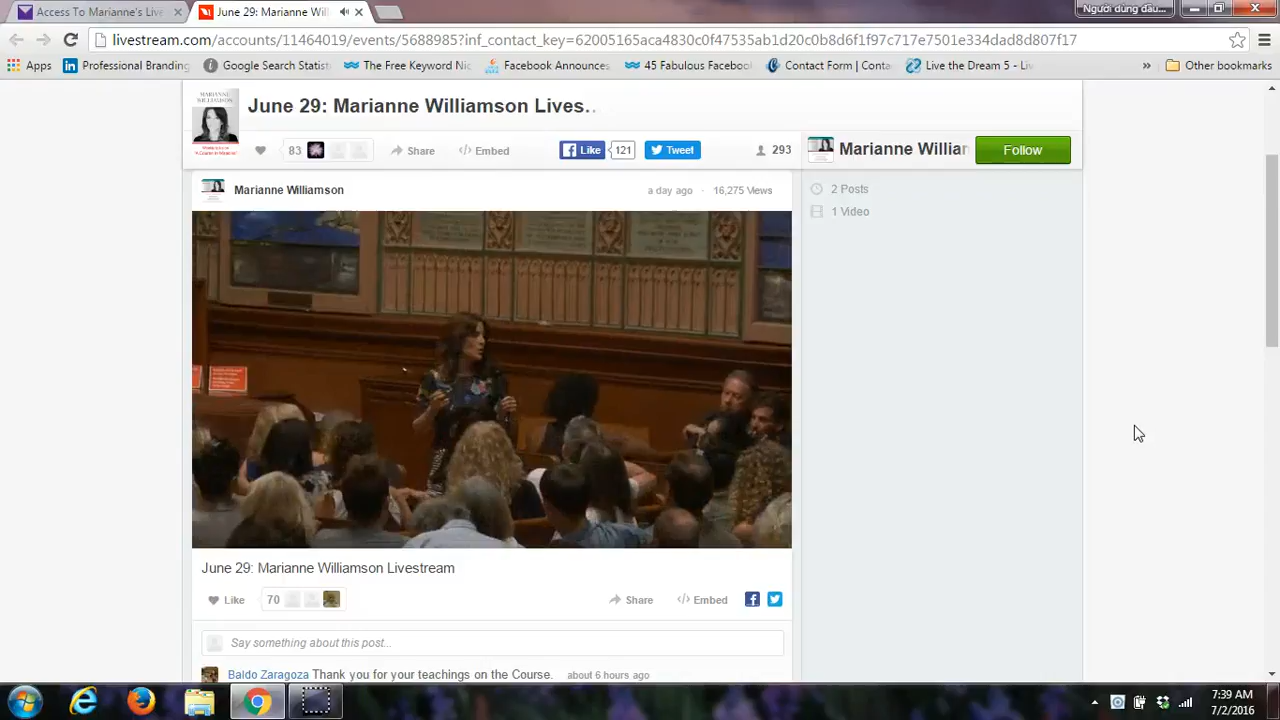 Access To Marianne's Live
June 29: Marianne Will
Người dùng đầu...
livestream.com/accounts/11464019/events/5688985?inf_contact_key=62005165aca4830c0f47535ab1d20c0b8d6f1f97c717e7501e334dad8d807f17
Apps
Professional Branding
Google Search Statist
The Free Keyword Nic
Facebook Announces
45 Fabulous Facebook
Contact Form | Conta
Live the Dream 5 - Liv
»
Other bookmarks
MARIANNE
WILLIAMSON
June 29: Marianne Williamson Lives..
83
Share
Embed
Like
121
Tweet
293
Marianne Williar
Follow
Marianne Williamson
a day ago · 16,275 Views
2 Posts
1 Video
June 29: Marianne Williamson Livestream
Like
70
Share
Embed
Say something about this post...
Baldo Zaragoza Thank you for your teachings on the Course. about 6 hours ago
7:39 AM
7/2/2016